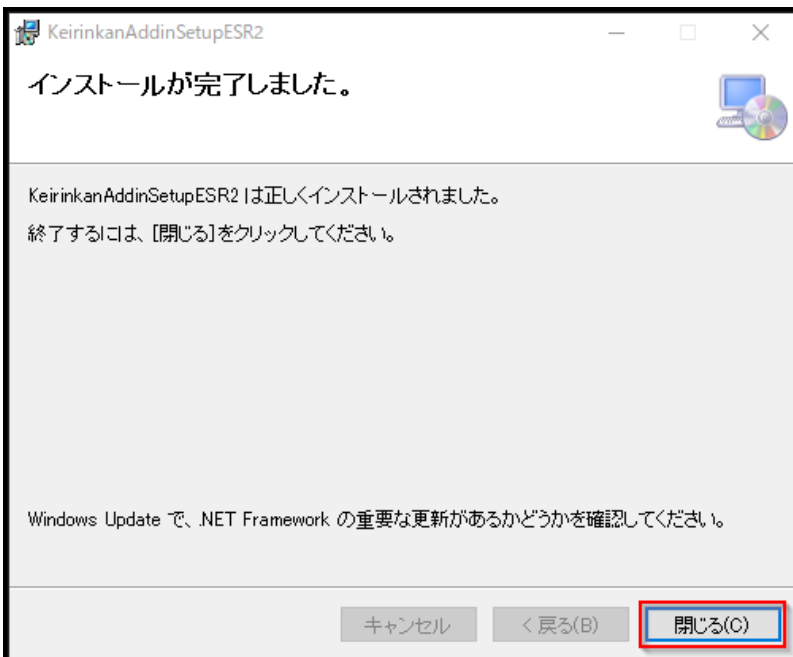 KeirinkanAddinSetupESR2
インストールが完了しました。
KeirinkanAddinSetupESR2 は正しくインストールされました。
終了するには、[閉じる]をクリックしてください。
Windows Update で、.NET Framework の重要な更新があるかどうかを確認してください。
キャンセル < 戻る(B) 閉じる(C)